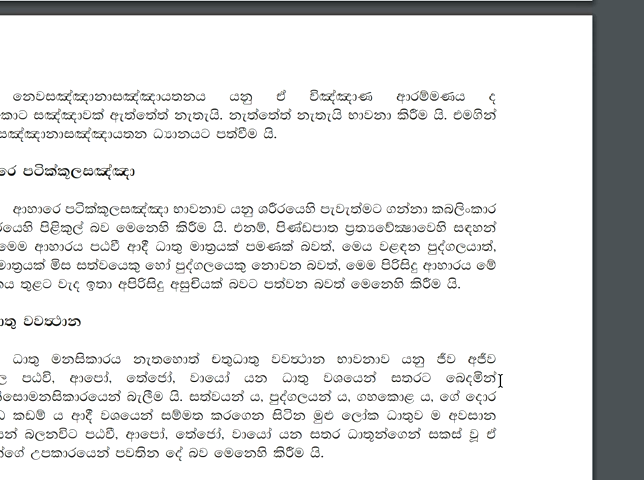 නෙවසඤ්ඤානාසඤ්ඤායතනය යනු ඒ විඤ්ඤාණ ආරම්මණය ද
කොට සඤ්ඤාවක් ඇත්තේත් නැතැයි. නැත්තේත් නැතැයි භාවනා කිරීම යි. එමගින්
සඤ්ඤානාසඤ්ඤායතන ධ්‍යානයට පත්වීම යි.
රෙ පටික්කූලසඤ්ඤා
ආහාරෙ පටික්කූලසඤ්ඤා භාවනාව යනු ශරීරයෙහි පැවැත්මට ගන්නා කබලිංකාර
රයෙහි පිළිකුල් බව මෙනෙහි කිරීම යි. එනම්, පිණ්ඩපාත ප්‍රත්‍යවේක්‍ෂාවෙහි සඳහන්
මෙම ආහාරය පඨවී ආදී ධාතු මාත්‍රයක් පමණක් බවත්, මෙය වළඳන පුද්ගලයාත්,
මාත්‍රයක් මිස සත්වයෙකු හෝ පුද්ගලයෙකු නොවන බවත්, මෙම පිරිසිදු ආහාරය මේ
කය තුළට වැද ඉතා අපිරිසිදු අසුචියක් බවට පත්වන බවත් මෙනෙහි කිරීම යි.
ාතු වවත්‍ථාන
ධාතු මනසිකාරය නැතහොත් චතුධාතු වවත්‍ථාන භාවනාව යනු ජීව අජීව
ල පඨවි, ආපෝ, තේජෝ, වායෝ යන ධාතු වශයෙන් සතරට බෙදමින්
නිසොමනසිකාරයෙන් බැලීම යි. සත්වයන් ය, පුද්ගලයන් ය, ගහකොළ ය, ගේ දොර
ඩ කඩම් ය ආදී වශයෙන් සම්මත කරගෙන සිටින මුළු ලෝක ධාතුව ම අවසාන
යෙන් බලනවිට පඨවී, ආපෝ, තේජෝ, වායෝ යන සතර ධාතූන්ගෙන් සකස් වූ ඒ
න්ගේ උපකාරයෙන් පවතින දේ බව මෙනෙහි කිරීම යි.